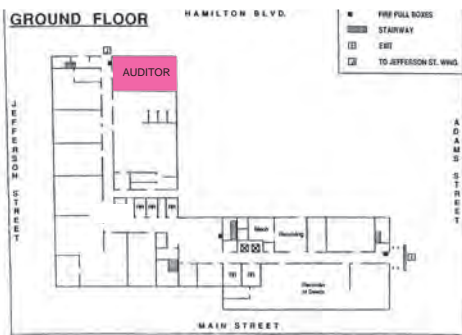 GROUND FLOOR
HAMILTON BLVD.
FIRE PULL BOXES
STAIRWAY
EXIT
TO JEFFERSON ST. WING
AUDITOR
JEFFERSON STREET
ADAMS STREET
Recording
Recorder
of Deeds
MAIN STREET